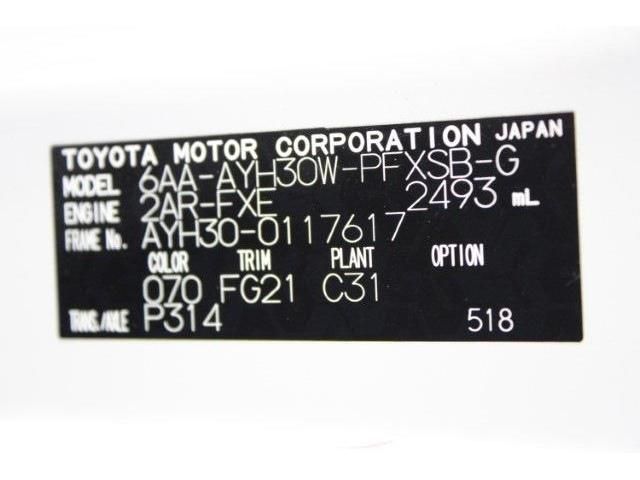 TOYOTA MOTOR CORPORATION JAPAN
MODEL 6AA-AYH30W-PFXSB-G
ENGINE 2AR-FXE 2493 mL
FRAME No. AYH30-0117617
COLOR TRIM PLANT OPTION
070 FG21 C31
TRANS./AXLE P314 518